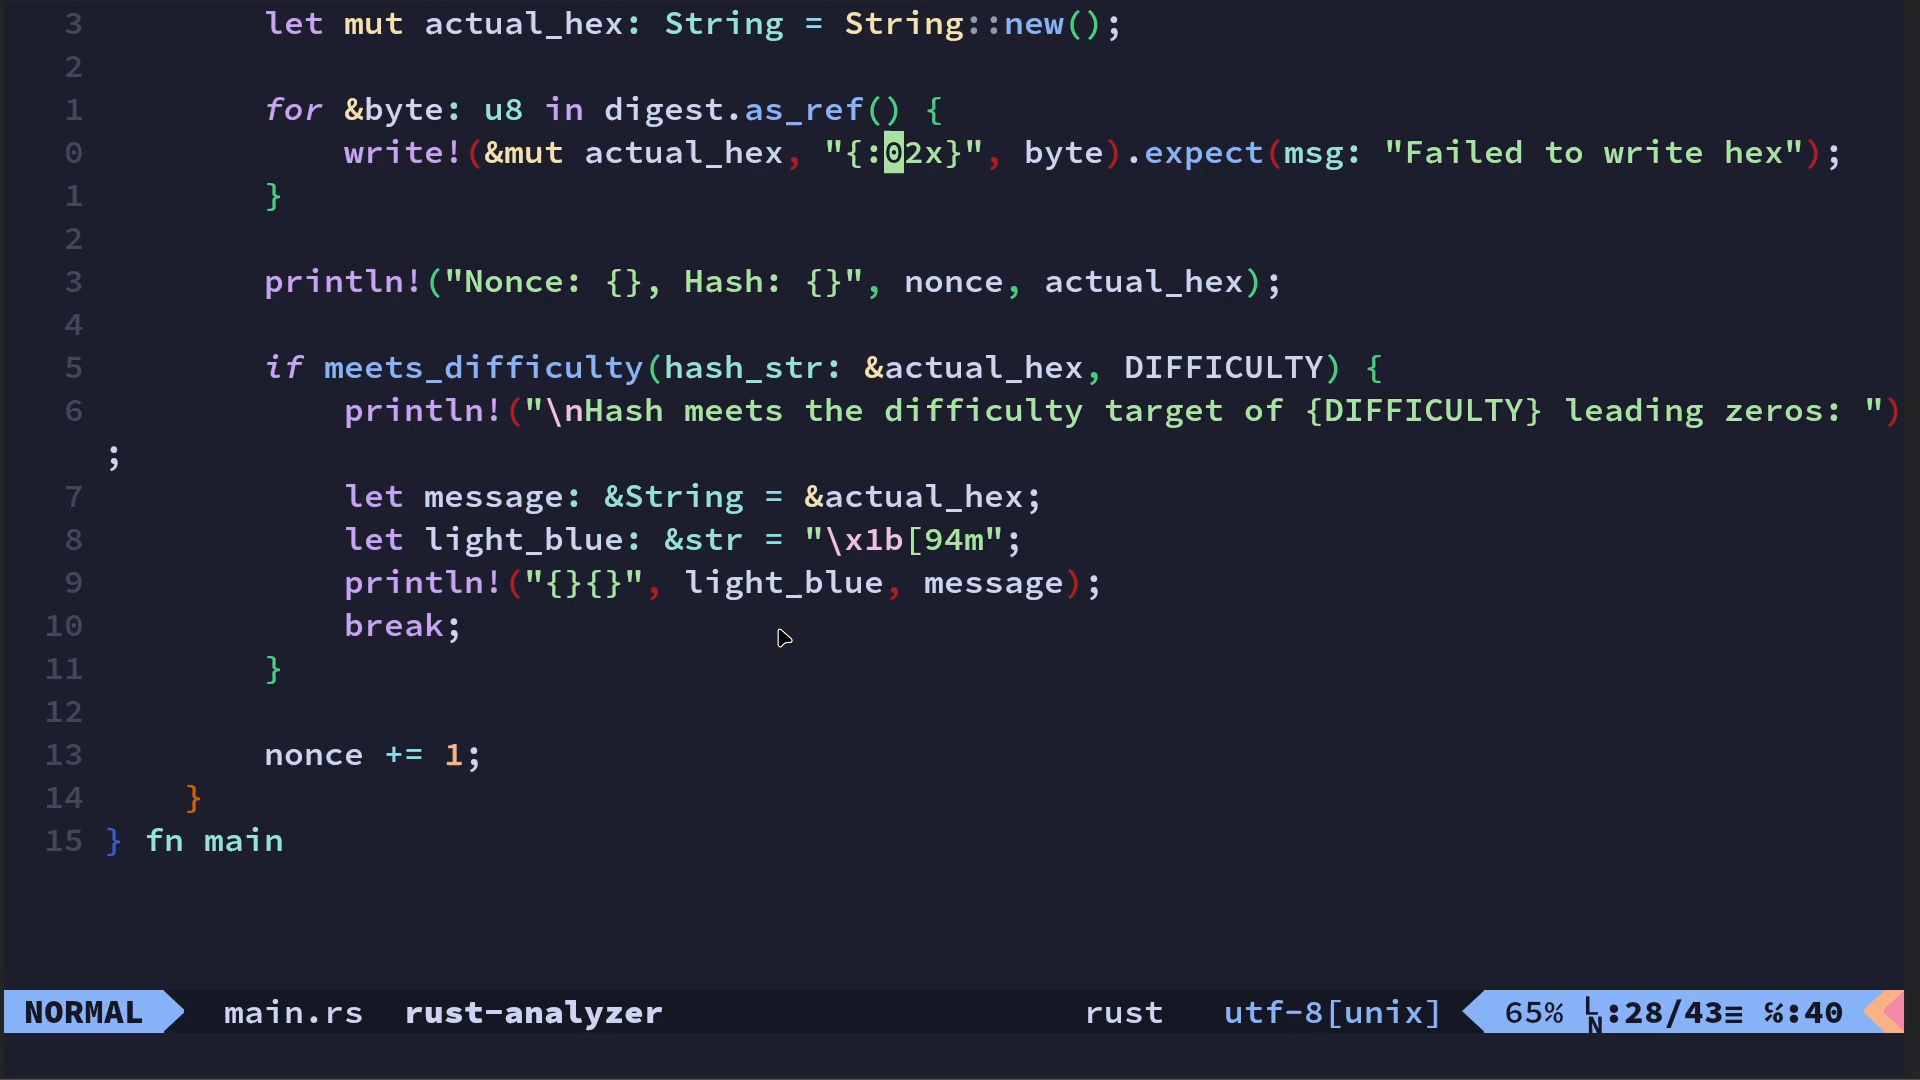 3 let mut actual_hex: String = String::new();
2
1 for &byte: u8 in digest.as_ref() {
0 write!(&mut actual_hex, "{:02x}", byte).expect(msg: "Failed to write hex");
1 }
2
3 println!("Nonce: {}, Hash: {}", nonce, actual_hex);
4
5 if meets_difficulty(hash_str: &actual_hex, DIFFICULTY) {
6 println!("\nHash meets the difficulty target of {DIFFICULTY} leading zeros: ")
;
7 let message: &String = &actual_hex;
8 let light_blue: &str = "\x1b[94m";
9 println!("{}{}", light_blue, message);
10 break;
11 }
12
13 nonce += 1;
14 }
15 } fn main
NORMAL main.rs rust-analyzer rust utf-8[unix] 65% LN:28/43≡ ℅:40